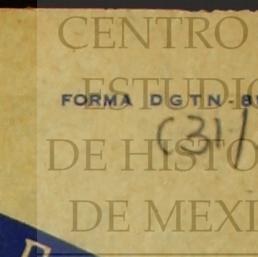 CENTRO
ESTUDIO
FORMA DGTN-8
(31)/
DE HISTO
DE MEXI